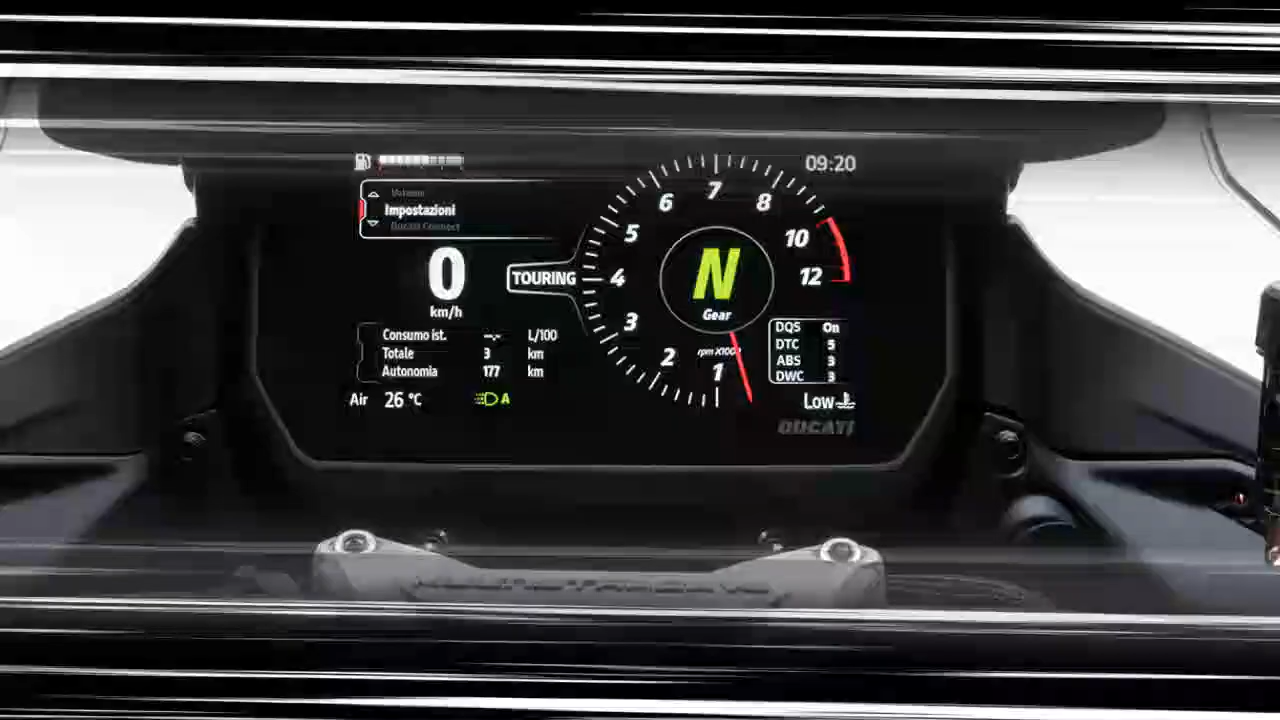 09:20
Impostazioni
Ducati Connect
0
km/h
TOURING
1
2
3
4
5
6
7
8
10
12
N
Gear
rpm X1000
Consumo ist. -.- L/100
Totale 3 km
Autonomia 177 km
Air 26 °C
A
DQS On
DTC 5
ABS 3
DWC 3
Low
DUCATI